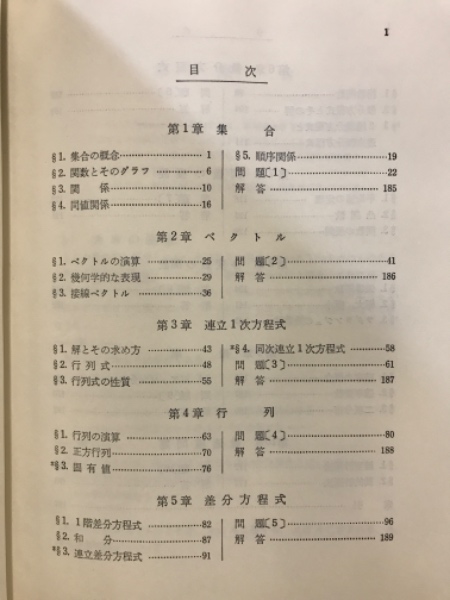 1
目 次
第1章 集 合
§1. 集合の概念 1
§2. 関数とそのグラフ 6
§3. 関 係 10
§4. 同値関係 16
§5. 順序関係 19
問 題〔1〕 22
解 答 185
第2章 ベ ク ト ル
§1. ベクトルの演算 25
§2. 幾何学的な表現 29
§3. 接線ベクトル 36
問 題〔2〕 41
解 答 186
第3章 連立1次方程式
§1. 解とその求め方 43
§2. 行 列 式 48
§3. 行列式の性質 55
*§4. 同次連立1次方程式 58
問 題〔3〕 61
解 答 187
第4章 行 列
§1. 行列の演算 63
§2. 正方行列 70
*§3. 固 有 値 76
問 題〔4〕 80
解 答 188
第5章 差分方程式
§1. 1階差分方程式 82
§2. 和 分 87
*§3. 連立差分方程式 91
問 題〔5〕 96
解 答 189